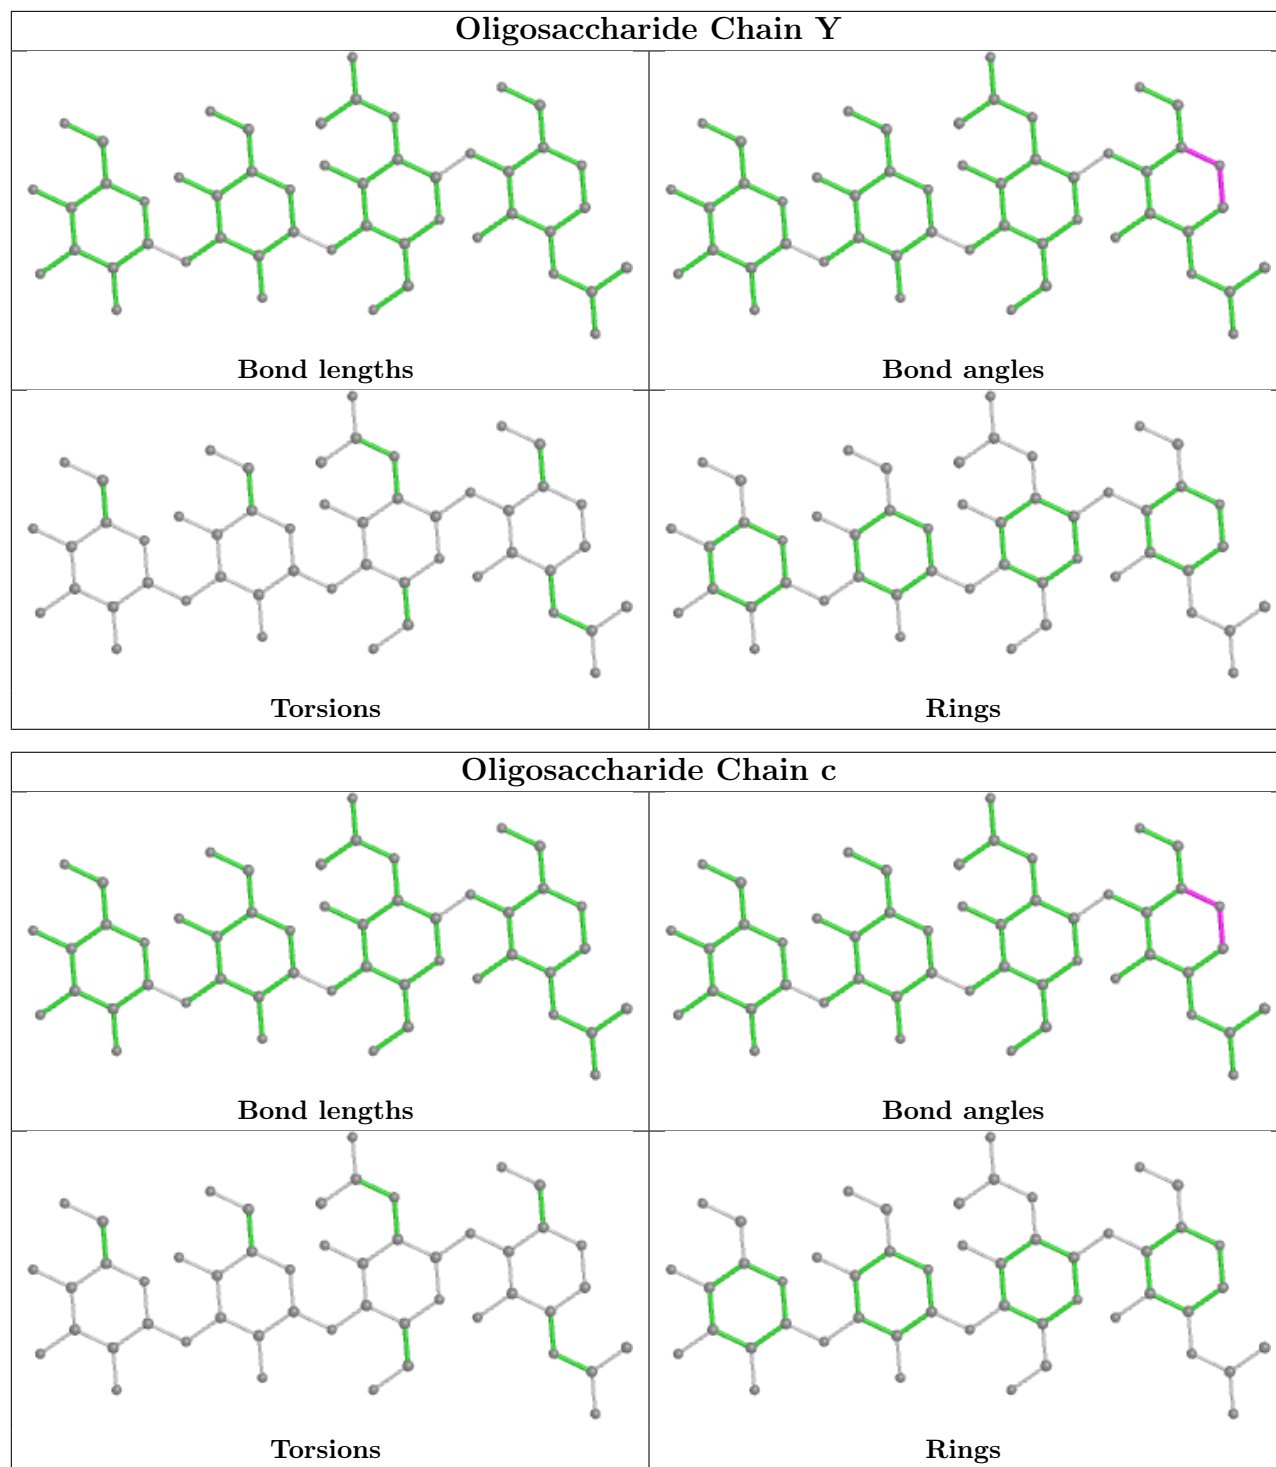 Oligosaccharide Chain Y
Bond lengths
Bond angles
Torsions
Rings
Oligosaccharide Chain c
Bond lengths
Bond angles
Torsions
Rings